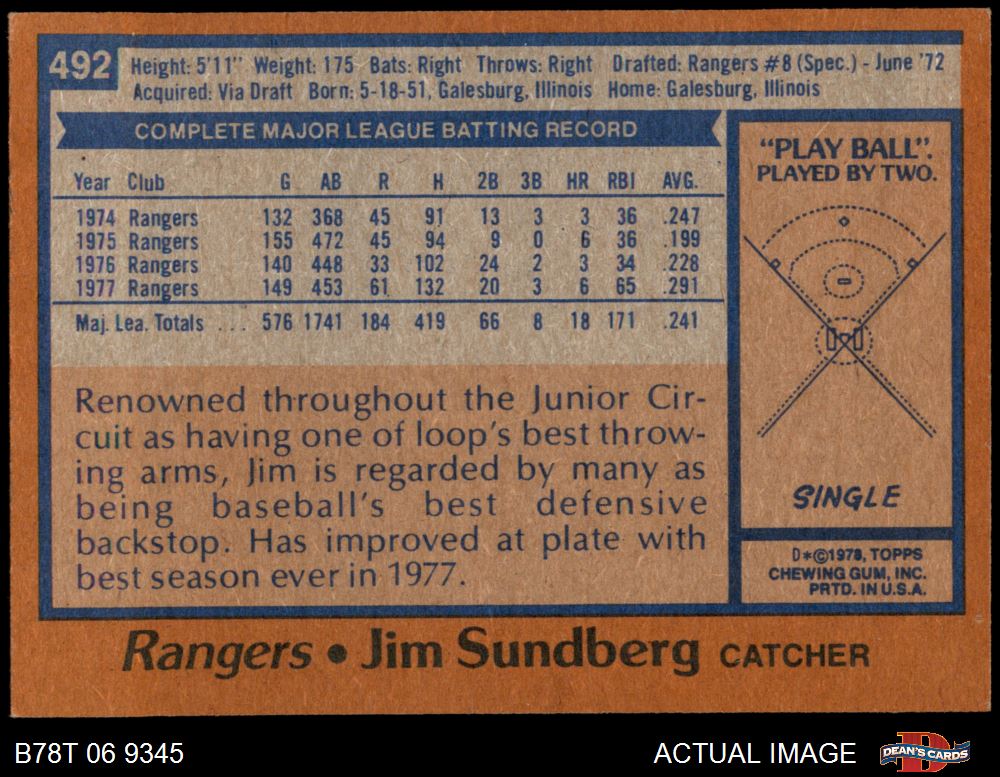 492
Height: 5'11" Weight: 175 Bats: Right Throws: Right Drafted: Rangers #8 (Spec.) - June '72
Acquired: Via Draft Born: 5-18-51, Galesburg, Illinois Home: Galesburg, Illinois
COMPLETE MAJOR LEAGUE BATTING RECORD
Year Club G AB R H 2B 3B HR RBI AVG.
1974 Rangers 132 368 45 91 13 3 3 36 .247
1975 Rangers 155 472 45 94 9 0 6 36 .199
1976 Rangers 140 448 33 102 24 2 3 34 .228
1977 Rangers 149 453 61 132 20 3 6 65 .291
Maj. Lea. Totals ... 576 1741 184 419 66 8 18 171 .241
Renowned throughout the Junior Cir-
cuit as having one of loop's best throw-
ing arms, Jim is regarded by many as
being baseball's best defensive
backstop. Has improved at plate with
best season ever in 1977.
"PLAY BALL".
PLAYED BY TWO.
SINGLE
D*©1978, TOPPS
CHEWING GUM, INC.
PRTD. IN U.S.A.
Rangers • Jim Sundberg CATCHER
B78T 06 9345
ACTUAL IMAGE
D
DEAN'S CARDS